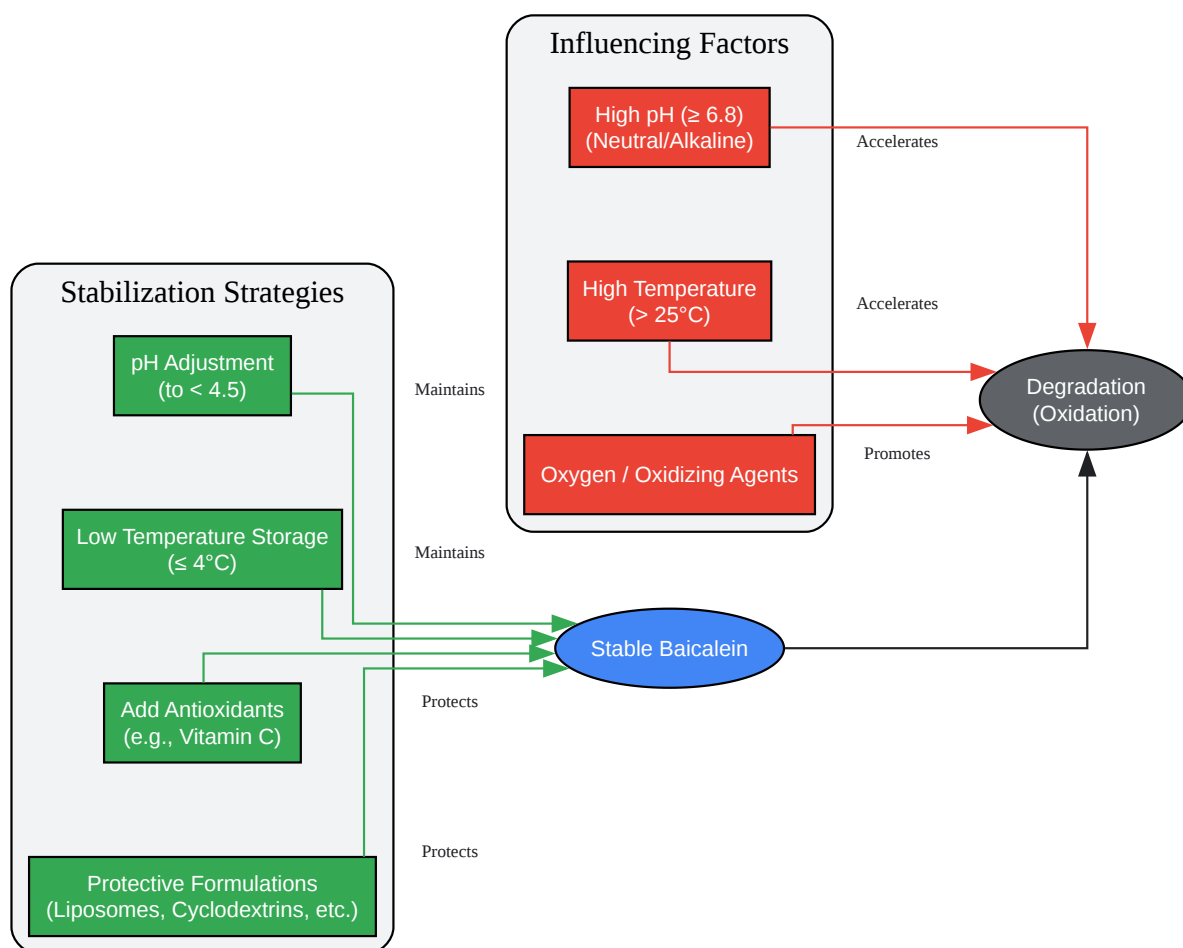 Influencing Factors
High pH (≥ 6.8)
(Neutral/Alkaline)
Accelerates
High Temperature
(> 25°C)
Accelerates
Oxygen / Oxidizing Agents
Promotes
Degradation
(Oxidation)
Stabilization Strategies
pH Adjustment
(to < 4.5)
Maintains
Low Temperature Storage
(≤ 4°C)
Maintains
Add Antioxidants
(e.g., Vitamin C)
Protects
Protective Formulations
(Liposomes, Cyclodextrins, etc.)
Protects
Stable Baicalein